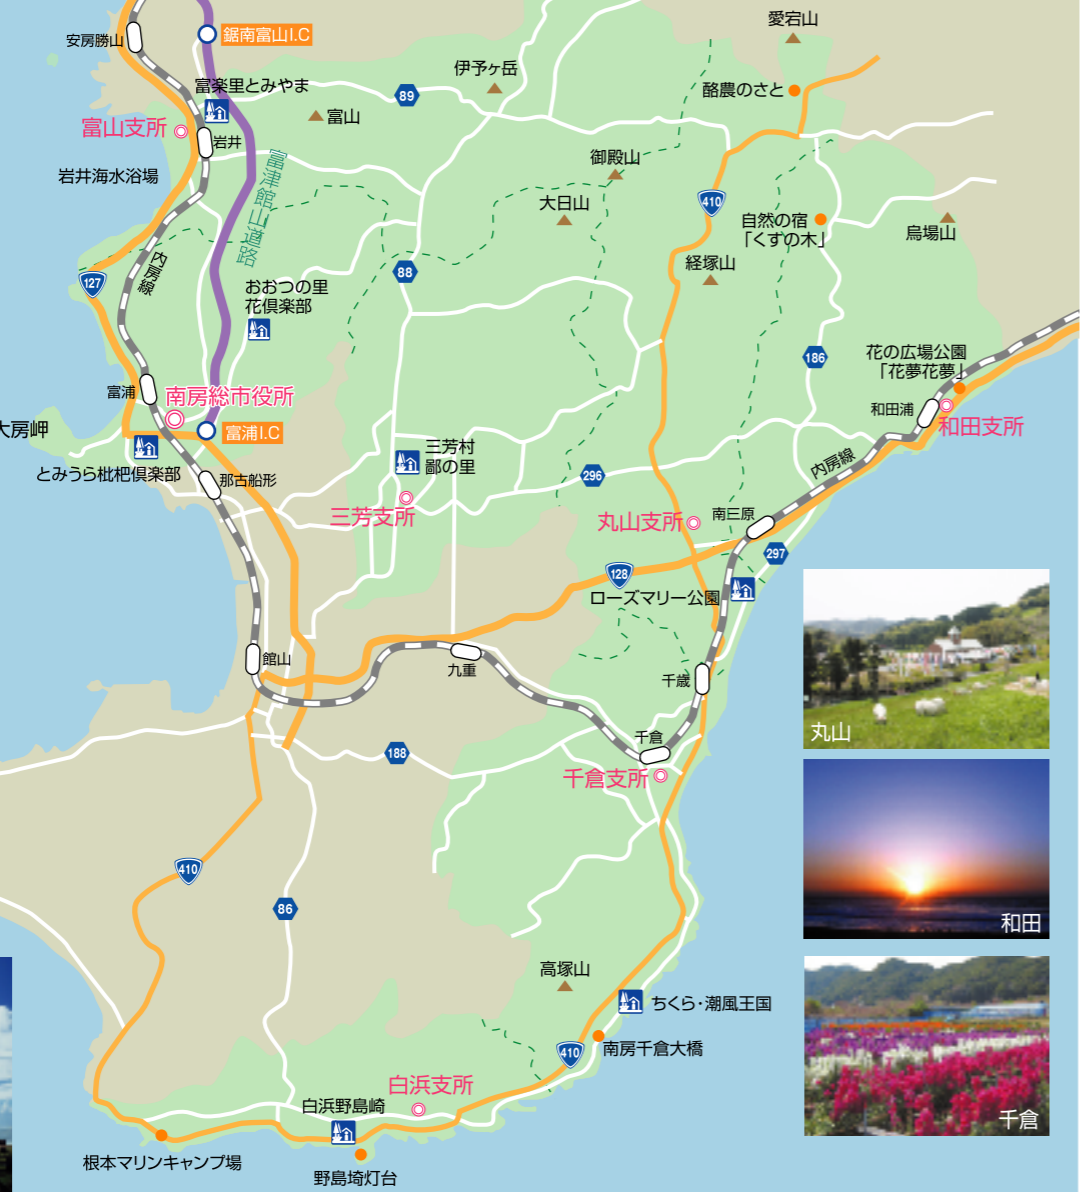 愛宕山
安房勝山
鋸南富山I.C
伊予ヶ岳
富楽里とみやま
89
酪農のさと
富山
富山支所
岩井
御殿山
岩井海水浴場
富津館山道路
大日山
410
自然の宿
「くずの木」
烏場山
内房線
経塚山
127
88
おおつの里
花倶楽部
186
花の広場公園
「花夢花夢」
富浦
南房総市役所
和田浦
和田支所
大房岬
富浦I.C
三芳村
鄙の里
とみうら枇杷倶楽部
那古船形
296
内房線
三芳支所
丸山支所
南三原
297
128
ローズマリー公園
館山
九重
千歳
丸山
千倉
188
千倉支所
410
86
和田
高塚山
ちくら・潮風王国
410
南房千倉大橋
白浜支所
白浜野島崎
千倉
根本マリンキャンプ場
野島埼灯台